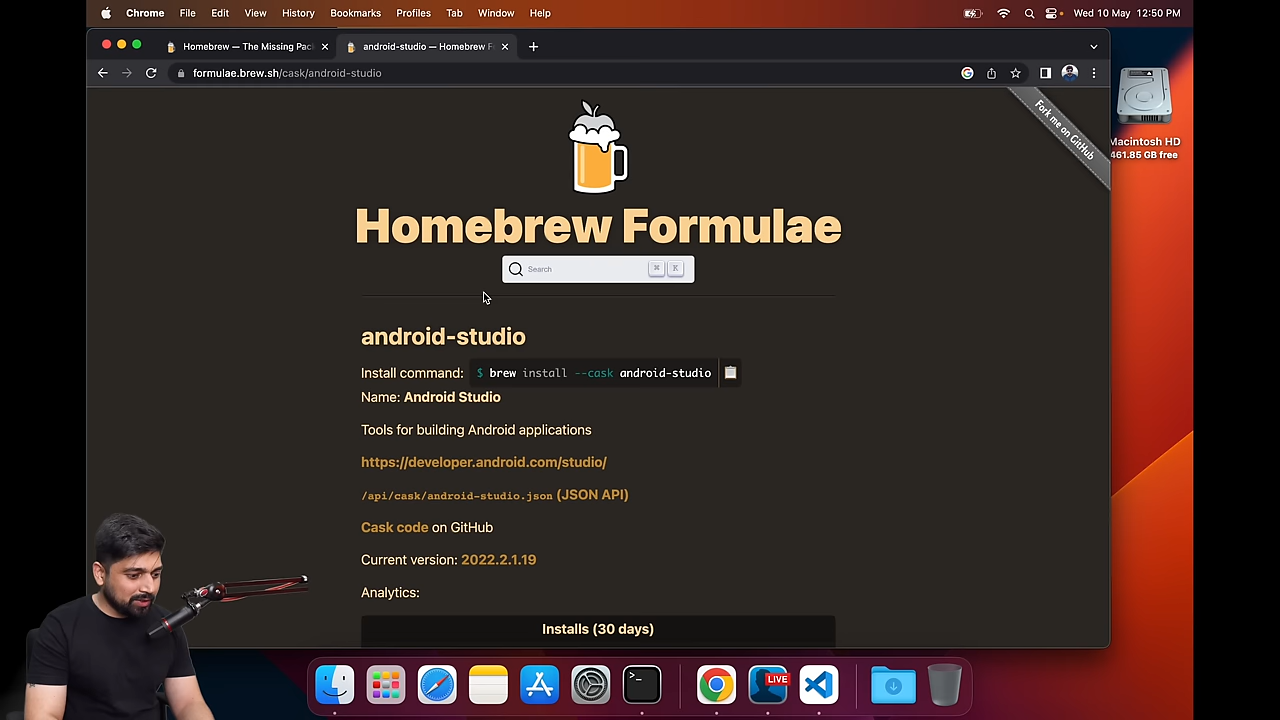 Chrome File Edit View History Bookmarks Profiles Tab Window Help Wed 10 May 12:50 PM
Homebrew — The Missing Pac android-studio — Homebrew F
formulae.brew.sh/cask/android-studio
Fork me on GitHub
Macintosh HD
461.85 GB free
Homebrew Formulae
Search ⌘ K
android-studio
Install command: $ brew install --cask android-studio
Name: Android Studio
Tools for building Android applications
https://developer.android.com/studio/
/api/cask/android-studio.json (JSON API)
Cask code on GitHub
Current version: 2022.2.1.19
Analytics:
Installs (30 days)
LIVE